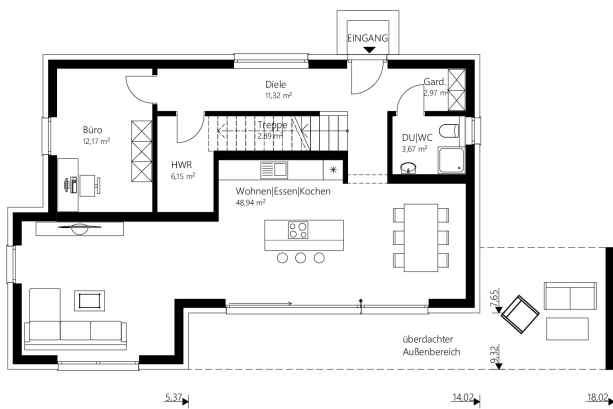 EINGANG
Diele
11,32 m²
Gard.
2,97 m²
Büro
12,17 m²
Treppe
2,89 m²
DU|WC
3,67 m²
HWR
6,15 m²
Wohnen|Essen|Kochen
48,94 m²
7,65
überdachter
Außenbereich
9,32
5,37
14,02
18,02